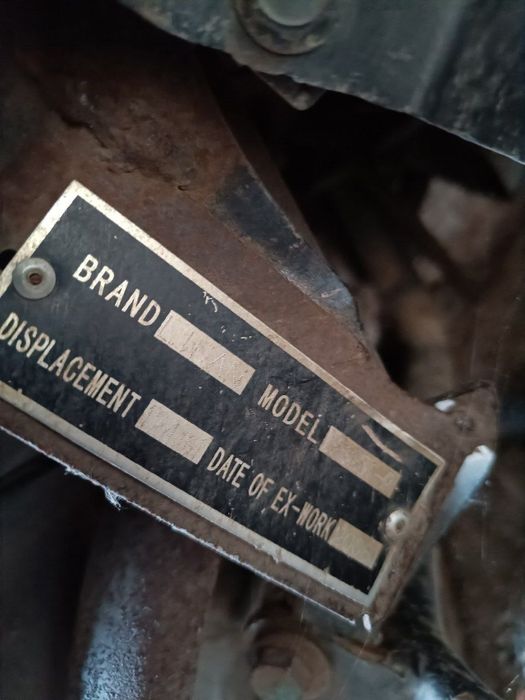 BRAND MODEL
DISPLACEMENT DATE OF EX-WORK